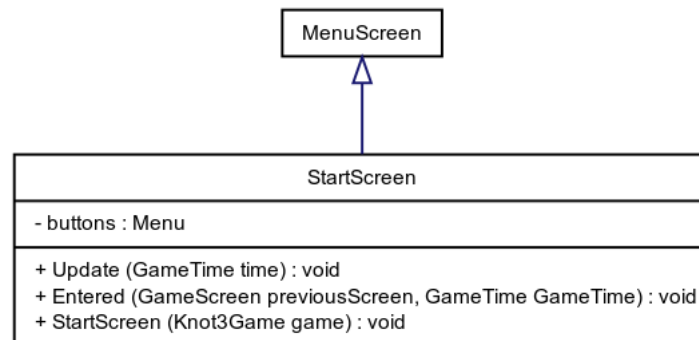 MenuScreen
StartScreen
- buttons : Menu
+ Update (GameTime time) : void
+ Entered (GameScreen previousScreen, GameTime GameTime) : void
+ StartScreen (Knot3Game game) : void